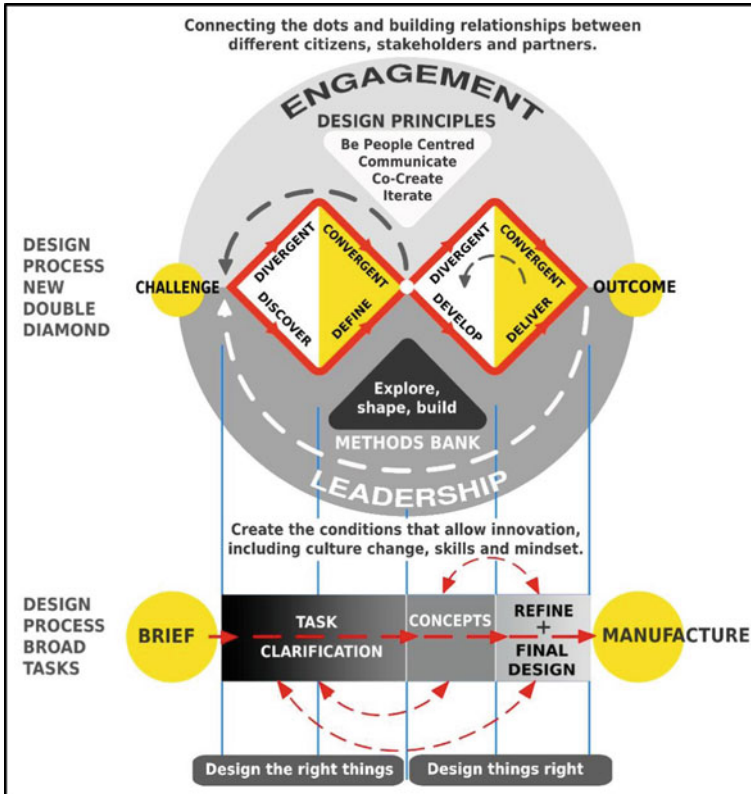 Connecting the dots and building relationships between
different citizens, stakeholders and partners.
ENGAGEMENT
DESIGN PRINCIPLES
Be People Centred
Communicate
Co-Create
Iterate
DESIGN
PROCESS
NEW
DOUBLE
DIAMOND
CHALLENGE
DIVERGENT
CONVERGENT
DISCOVER
DEFINE
DIVERGENT
CONVERGENT
DEVELOP
DELIVER
OUTCOME
Explore,
shape, build
METHODS BANK
LEADERSHIP
Create the conditions that allow innovation,
including culture change, skills and mindset.
DESIGN
PROCESS
BROAD
TASKS
BRIEF
TASK
CLARIFICATION
CONCEPTS
REFINE
+
FINAL
DESIGN
MANUFACTURE
Design the right things
Design things right